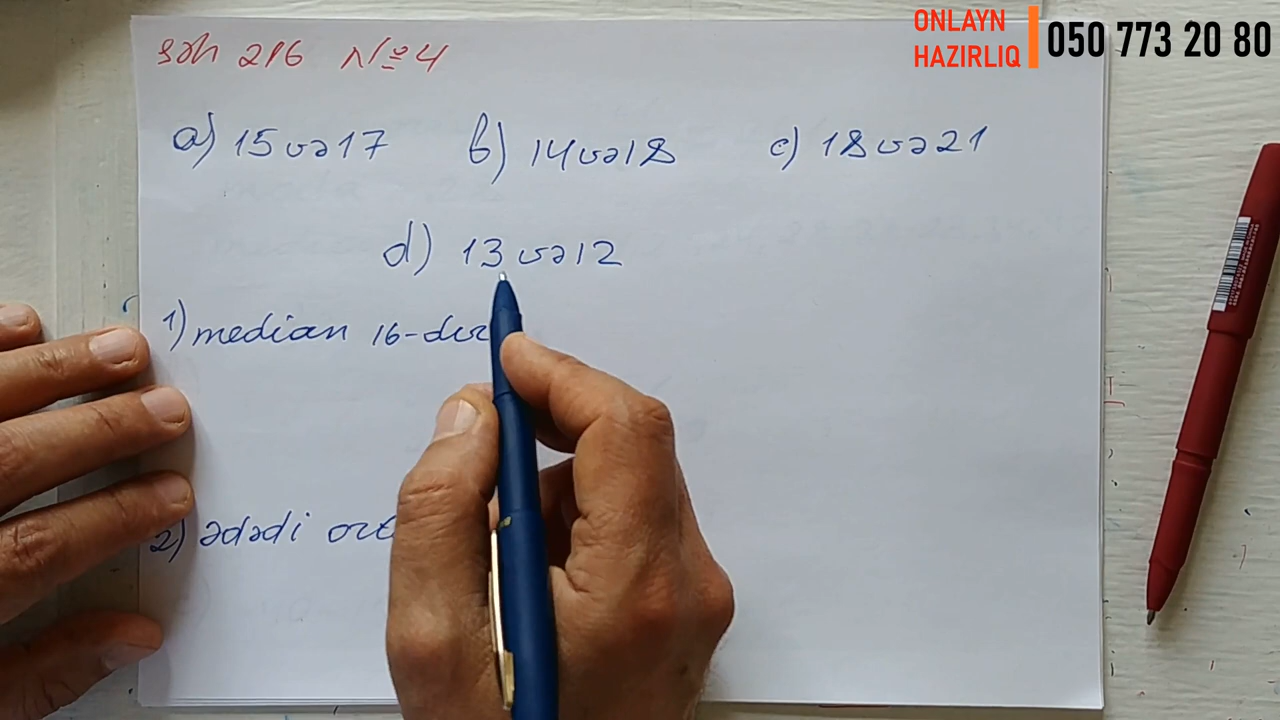 ONLAYN
HAZIRLIQ
050 773 20 80
səh 216 №4
a) 15 və 17 b) 14 və 18 c) 18 və 21
d) 13 və 12
1) median 16-dır
2) ədədi